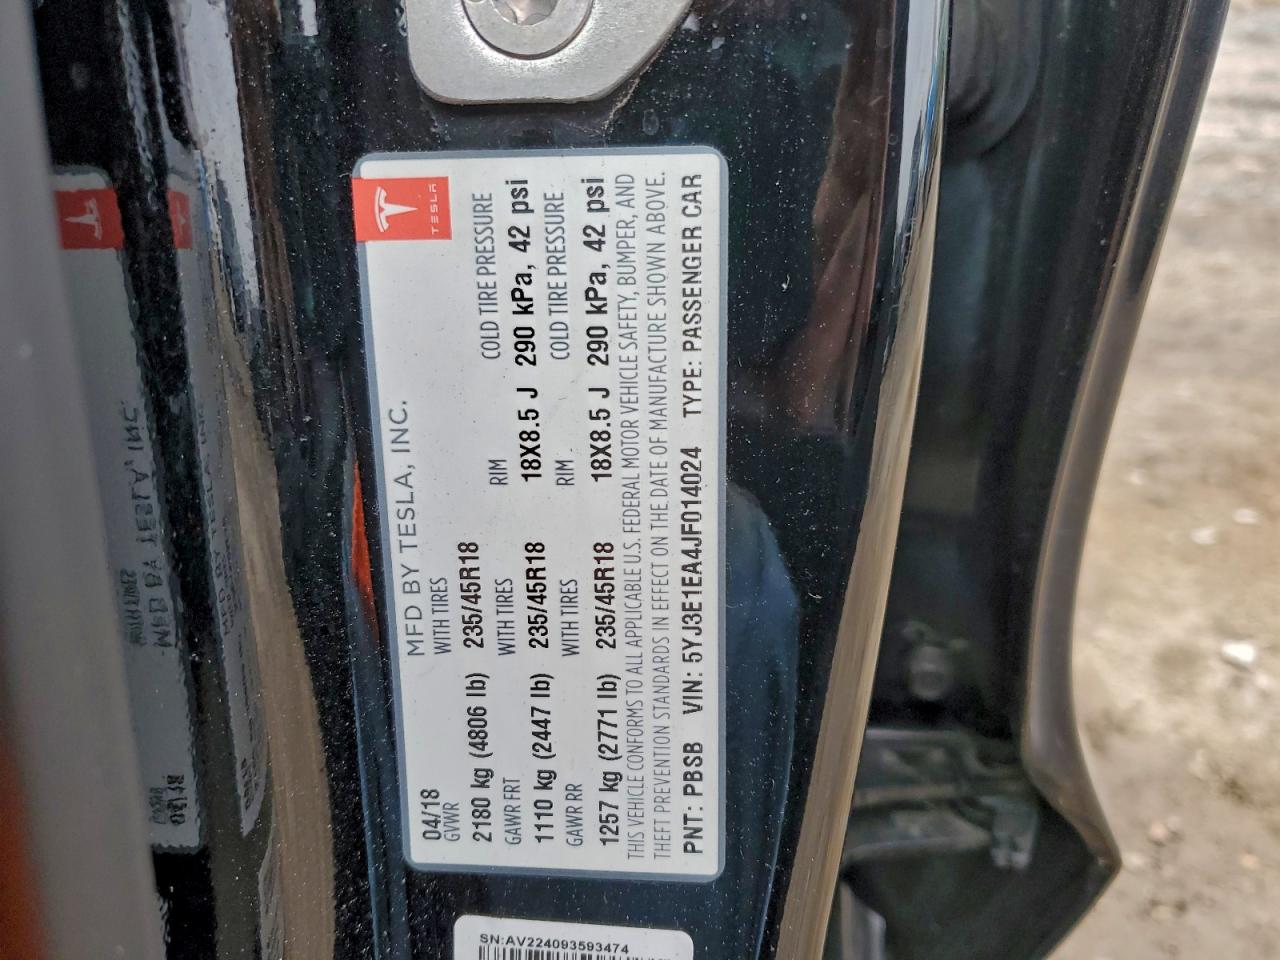 TESLA
MFD BY TESLA, INC.
04/18
GVWR WITH TIRES RIM COLD TIRE PRESSURE
2180 kg (4806 lb) 235/45R18
GAWR FRT WITH TIRES RIM COLD TIRE PRESSURE
1110 kg (2447 lb) 235/45R18 18X8.5 J 290 kPa, 42 psi
GAWR RR WITH TIRES
1257 kg (2771 lb) 235/45R18 18X8.5 J 290 kPa, 42 psi
THIS VEHICLE CONFORMS TO ALL APPLICABLE U.S. FEDERAL MOTOR VEHICLE SAFETY, BUMPER, AND
THEFT PREVENTION STANDARDS IN EFFECT ON THE DATE OF MANUFACTURE SHOWN ABOVE.
PNT: PBSB VIN: 5YJ3E1EA4JF014024 TYPE: PASSENGER CAR
SN:AV224093593474